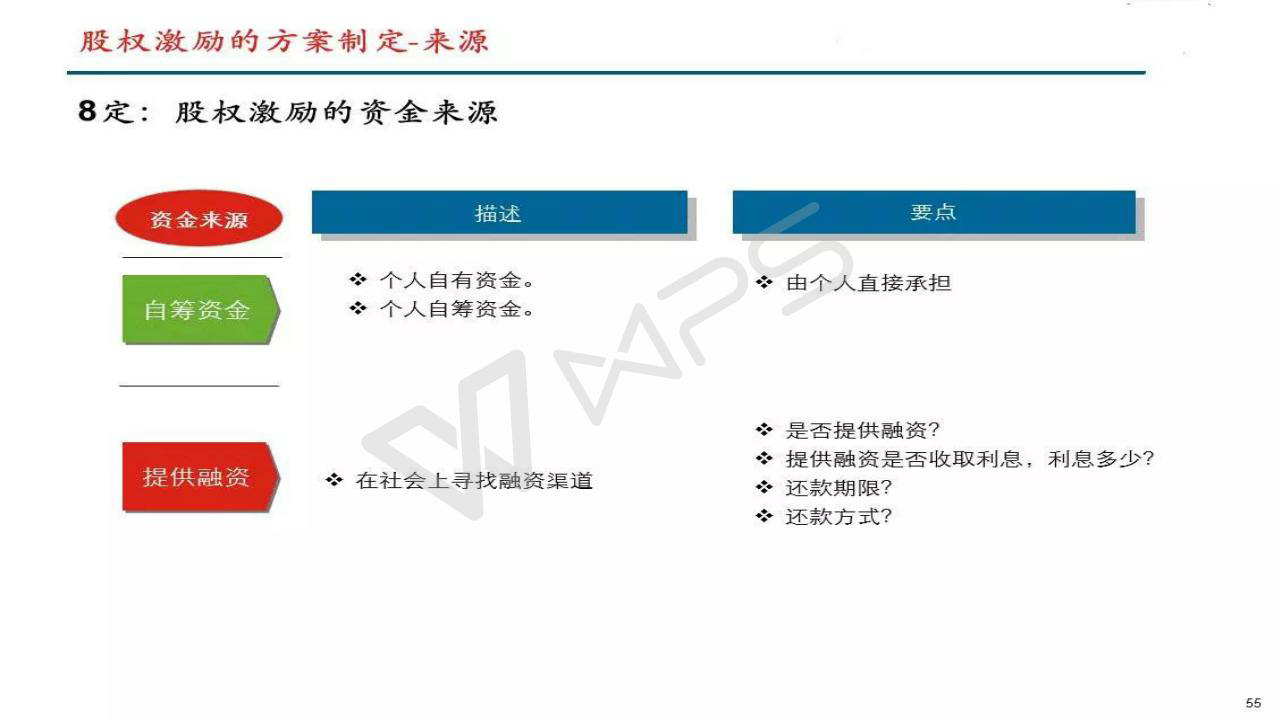 股权激励的方案制定-来源
8定：股权激励的资金来源
资金来源
描述
要点
自筹资金
❖ 个人自有资金。
❖ 个人自筹资金。
❖ 由个人直接承担
提供融资
❖ 在社会上寻找融资渠道
❖ 是否提供融资？
❖ 提供融资是否收取利息，利息多少？
❖ 还款期限？
❖ 还款方式？
WPS
55